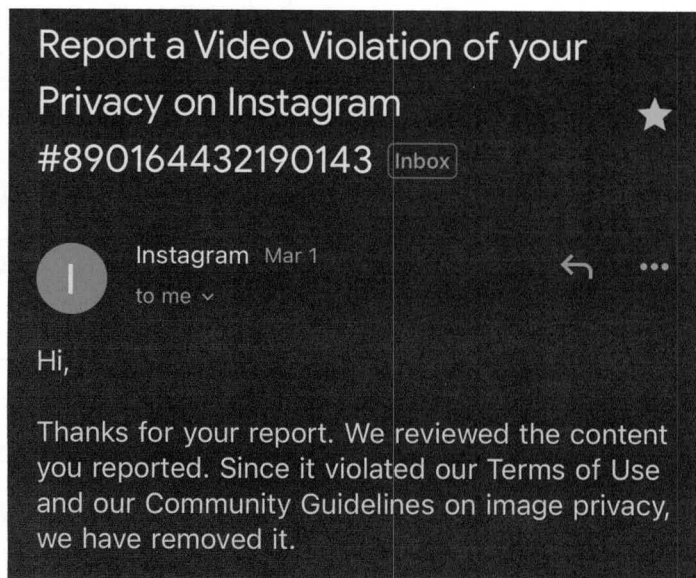 Report a Video Violation of your
Privacy on Instagram
#890164432190143 Inbox
I
Instagram Mar 1
to me
Hi,
Thanks for your report. We reviewed the content
you reported. Since it violated our Terms of Use
and our Community Guidelines on image privacy,
we have removed it.